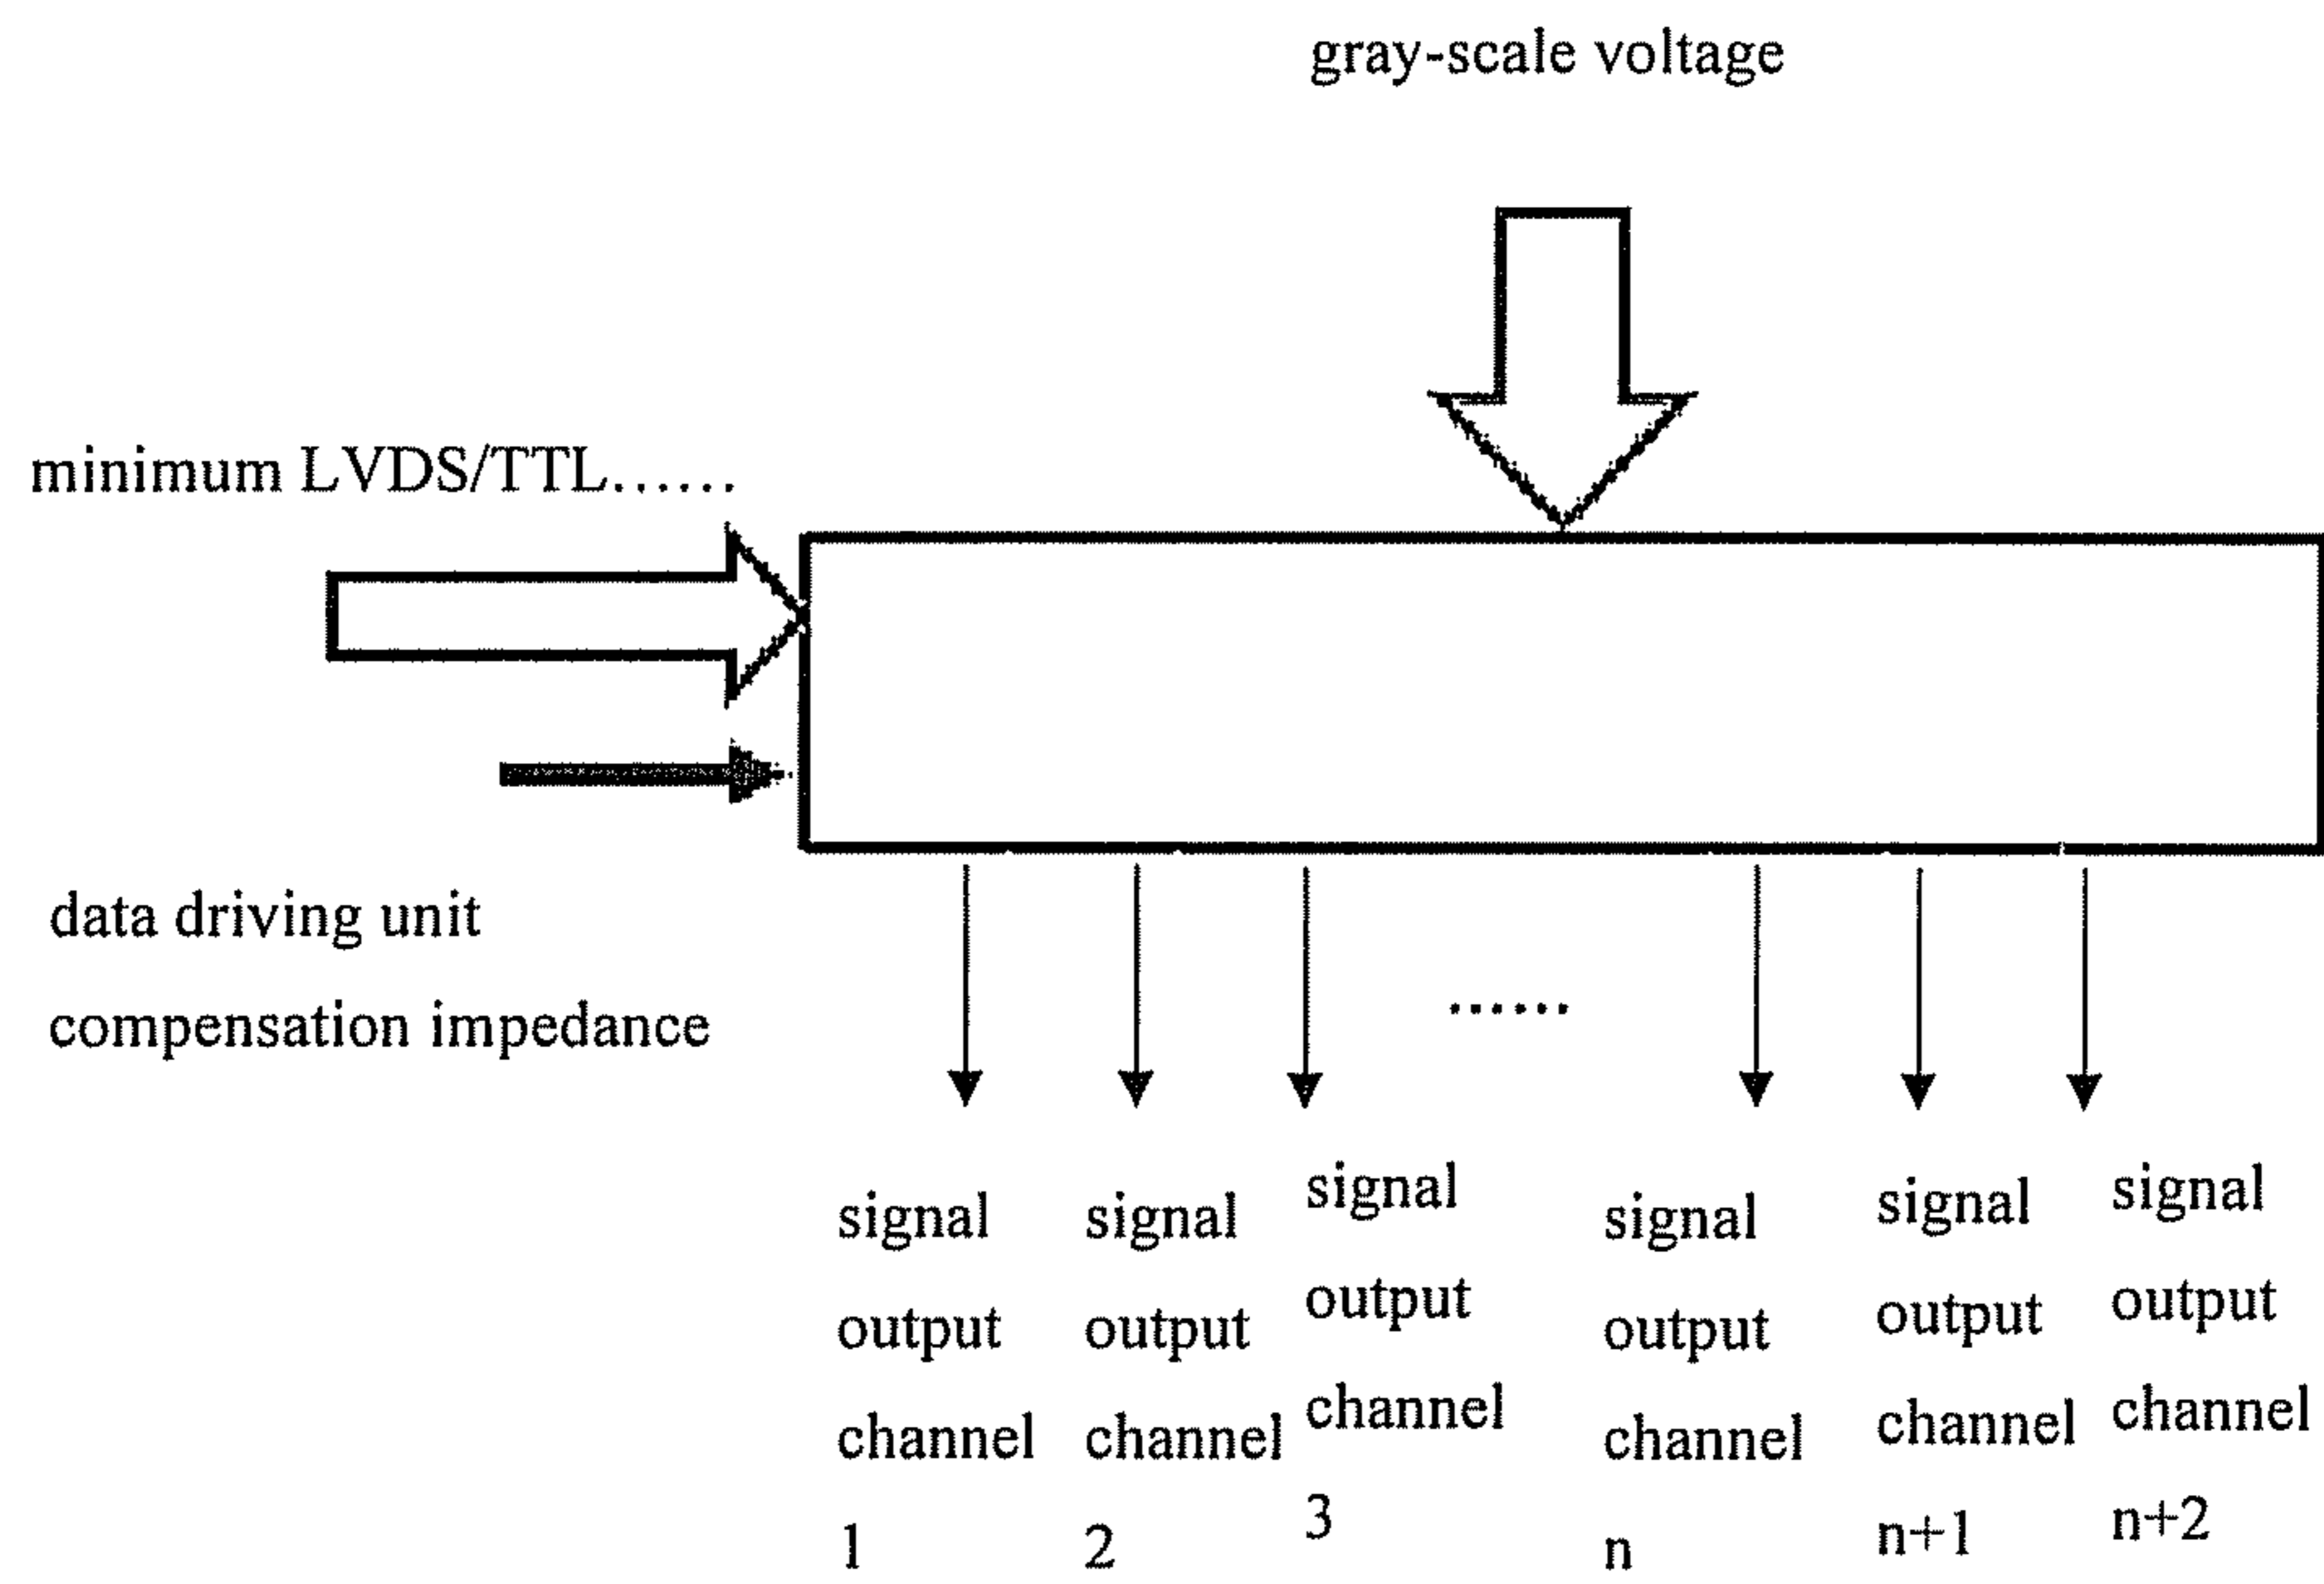 gray-scale voltage
minimum LVDS/TTL......
data driving unit
compensation impedance
......
signal
output
channel
1
signal
output
channel
2
signal
output
channel
3
signal
output
channel
n
signal
output
channel
n+1
signal
output
channel
n+2